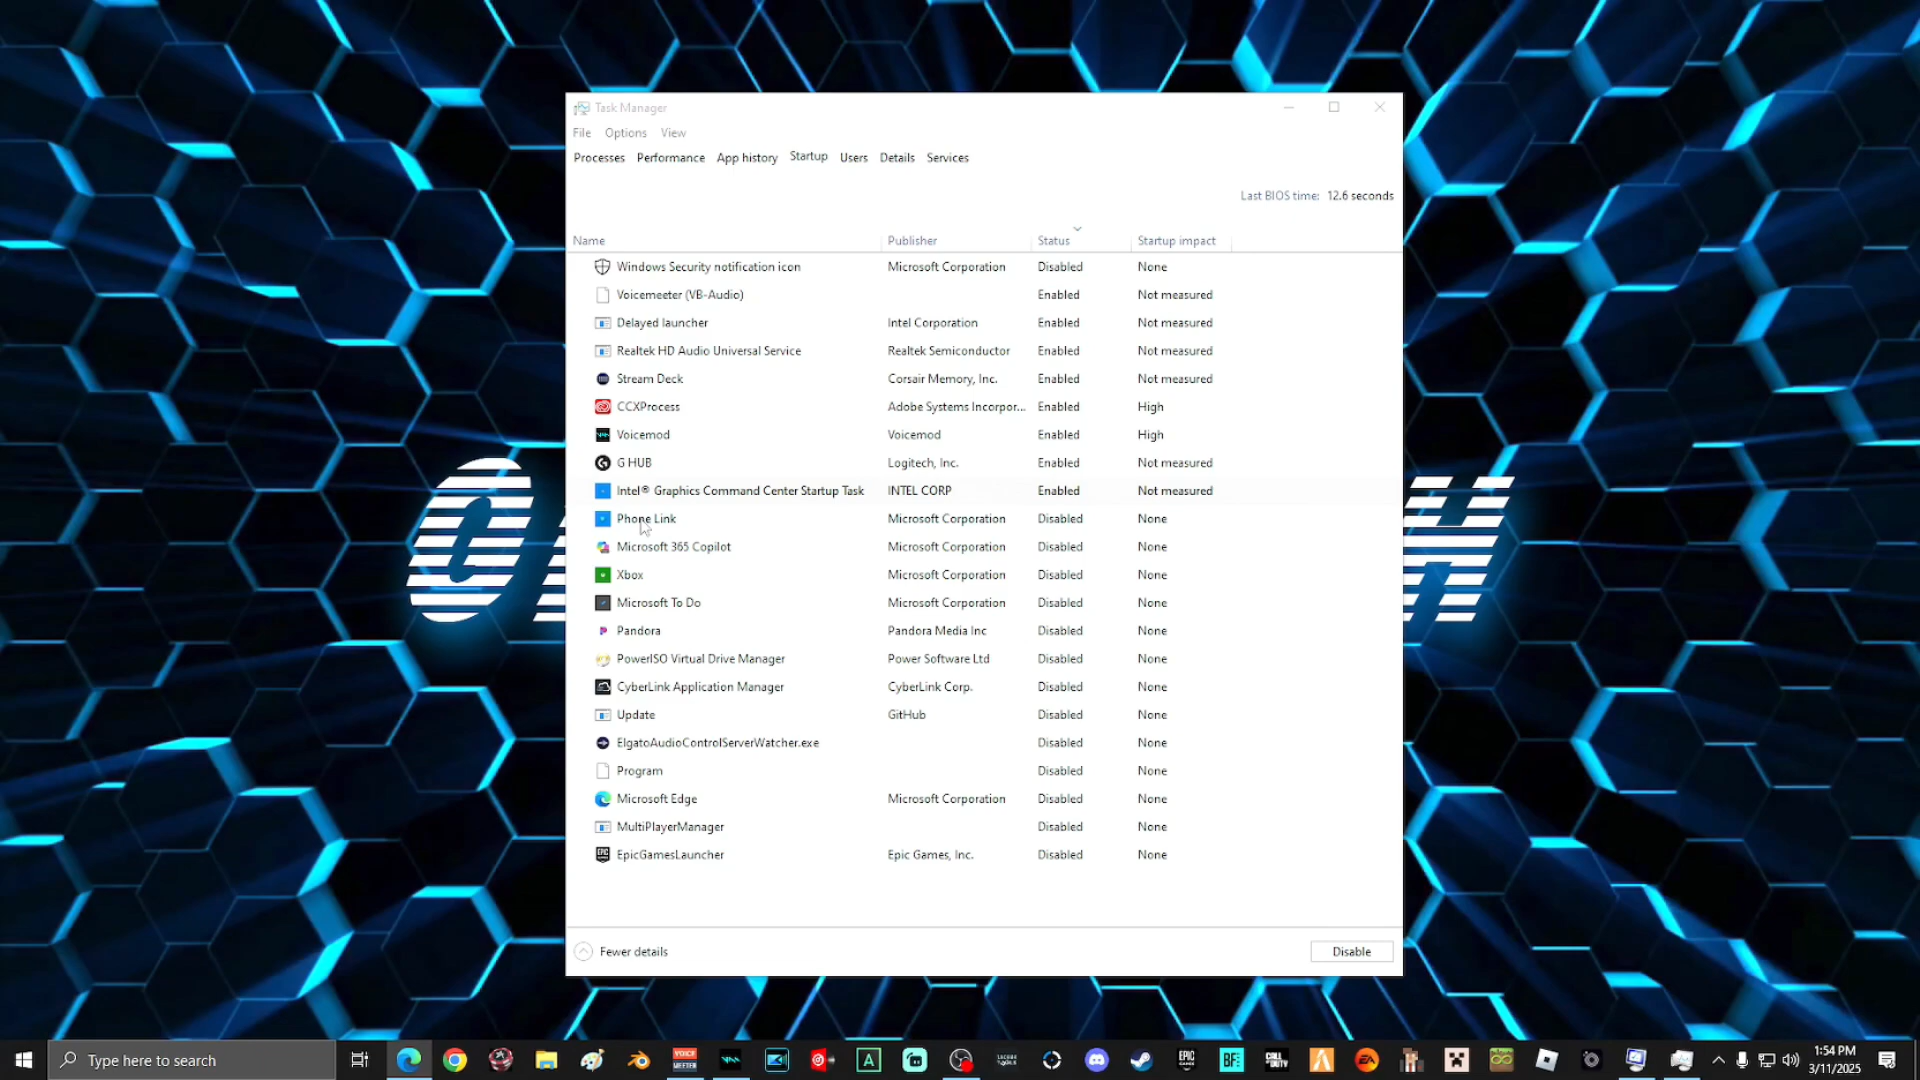 Task Manager
File Options View
Processes Performance App history Startup Users Details Services
Last BIOS time: 12.6 seconds
Name Publisher Status Startup impact
Windows Security notification icon Microsoft Corporation Disabled None
Voicemeeter (VB-Audio) Enabled Not measured
Delayed launcher Intel Corporation Enabled Not measured
Realtek HD Audio Universal Service Realtek Semiconductor Enabled Not measured
Stream Deck Corsair Memory, Inc. Enabled Not measured
CCXProcess Adobe Systems Incorpor... Enabled High
Voicemod Voicemod Enabled High
G HUB Logitech, Inc. Enabled Not measured
Intel® Graphics Command Center Startup Task INTEL CORP Enabled Not measured
Phone Link Microsoft Corporation Disabled None
Microsoft 365 Copilot Microsoft Corporation Disabled None
Xbox Microsoft Corporation Disabled None
Microsoft To Do Microsoft Corporation Disabled None
Pandora Pandora Media Inc Disabled None
PowerISO Virtual Drive Manager Power Software Ltd Disabled None
CyberLink Application Manager CyberLink Corp. Disabled None
Update GitHub Disabled None
ElgatoAudioControlServerWatcher.exe Disabled None
Program Disabled None
Microsoft Edge Microsoft Corporation Disabled None
MultiPlayerManager Disabled None
EpicGamesLauncher Epic Games, Inc. Disabled None
Fewer details Disable
Type here to search
VOICE MEETER
EPIC
BF
CALL DUTY
EA
1:54 PM
3/11/2025